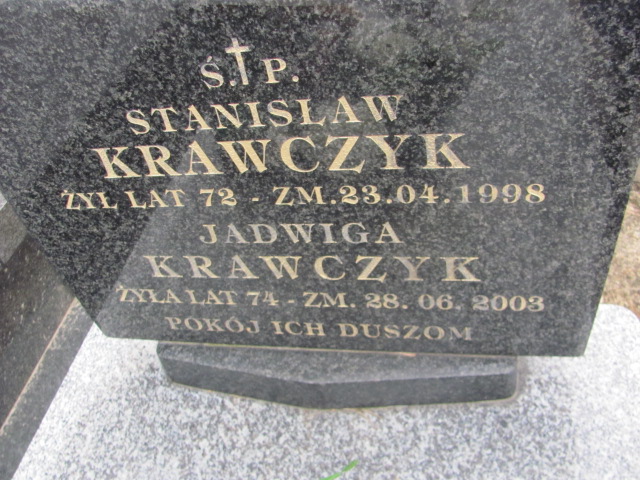 Ś.†P.
STANISŁAW
KRAWCZYK
ŻYŁ LAT 72 - ZM.23.04.1998
JADWIGA
KRAWCZYK
ŻYŁA LAT 74 - ZM. 28. 06. 2003
POKÓJ ICH DUSZOM